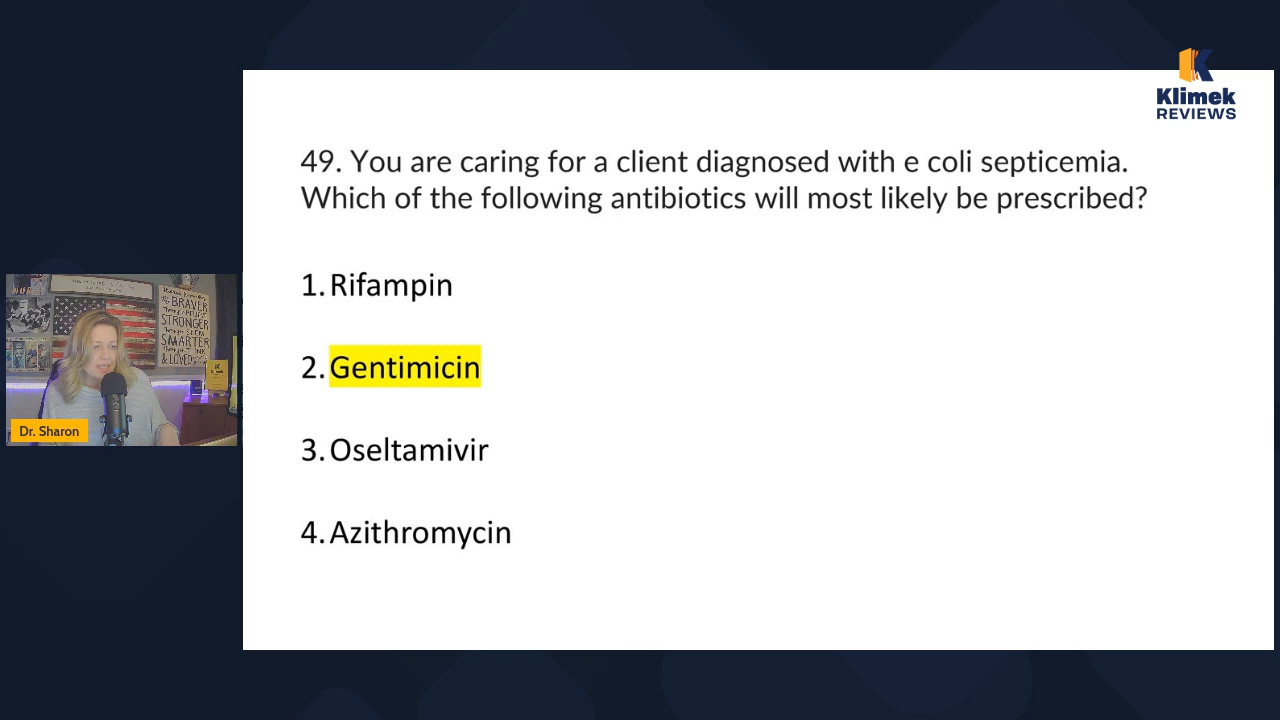 Klimek
REVIEWS
49. You are caring for a client diagnosed with e coli septicemia.
Which of the following antibiotics will most likely be prescribed?
1. Rifampin
2. Gentimicin
3. Oseltamivir
4. Azithromycin
BRAVER
STRONGER
SMARTER
& LOVED
Dr. Sharon